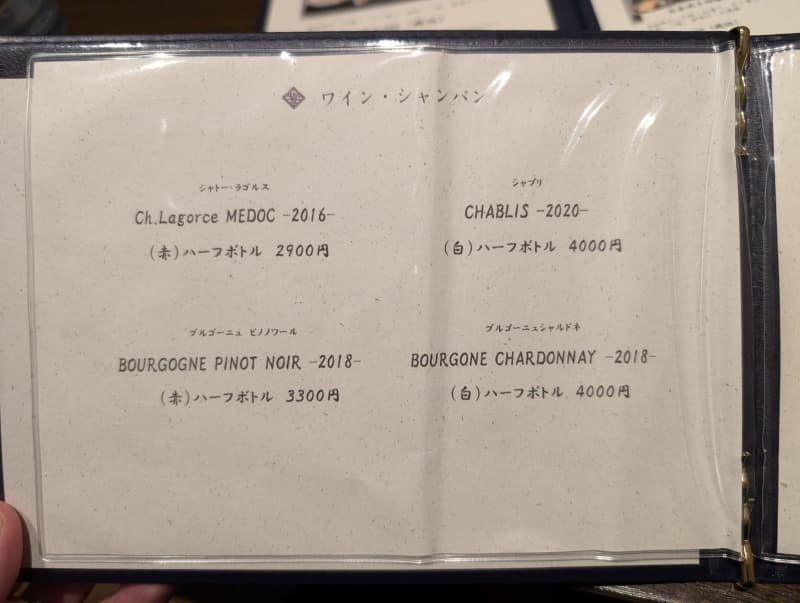 ワイン・シャンパン
シャトー・ラゴルス
Ch.Lagorce MEDOC -2016-
(赤)ハーフボトル 2900円
シャブリ
CHABLIS -2020-
(白)ハーフボトル 4000円
ブルゴーニュ ピノノワール
BOURGOGNE PINOT NOIR -2018-
(赤)ハーフボトル 3300円
ブルゴーニュシャルドネ
BOURGONE CHARDONNAY -2018-
(白)ハーフボトル 4000円